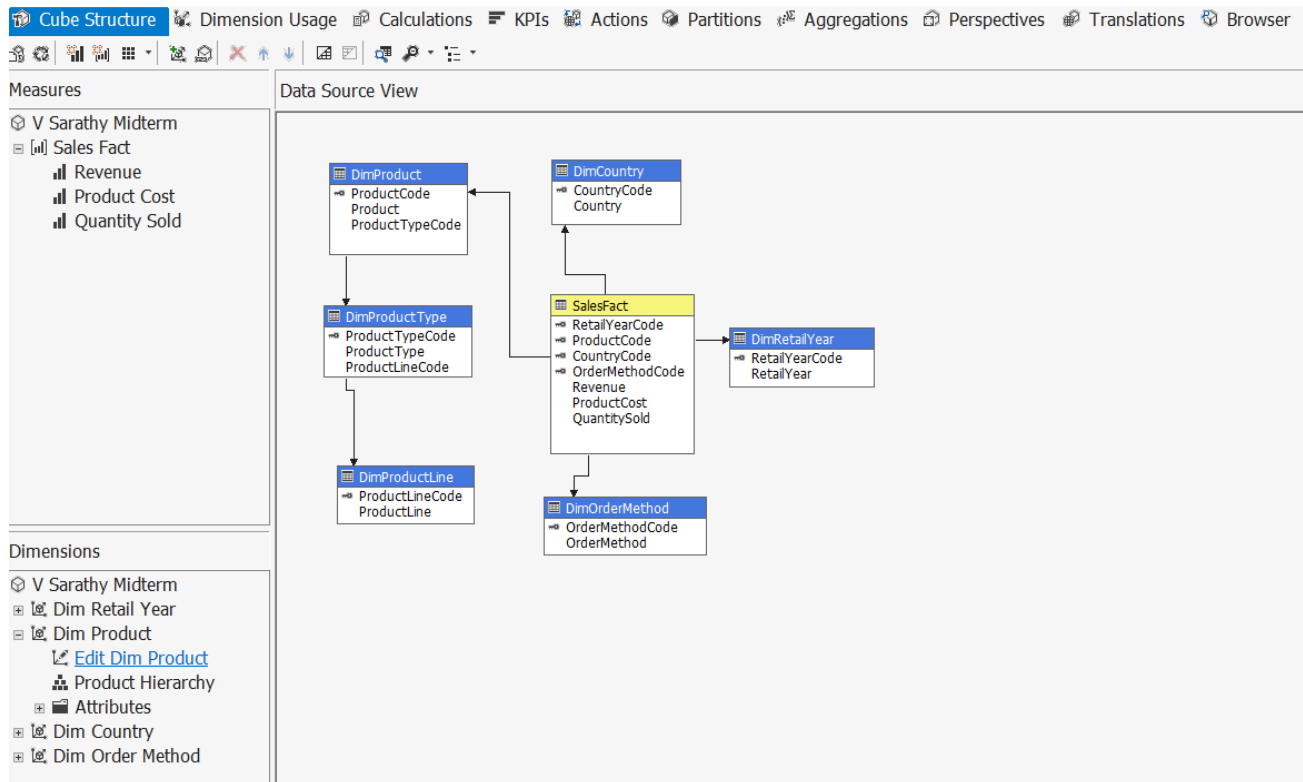 Cube Structure Dimension Usage Calculations KPIs Actions Partitions Aggregations Perspectives Translations Browser
Measures
V Sarathy Midterm
Sales Fact
Revenue
Product Cost
Quantity Sold
Dimensions
V Sarathy Midterm
Dim Retail Year
Dim Product
Edit Dim Product
Product Hierarchy
Attributes
Dim Country
Dim Order Method
Data Source View
DimProduct
ProductCode
Product
ProductTypeCode
DimCountry
CountryCode
Country
DimProductType
ProductTypeCode
ProductType
ProductLineCode
SalesFact
RetailYearCode
ProductCode
CountryCode
OrderMethodCode
Revenue
ProductCost
QuantitySold
DimRetailYear
RetailYearCode
RetailYear
DimProductLine
ProductLineCode
ProductLine
DimOrderMethod
OrderMethodCode
OrderMethod